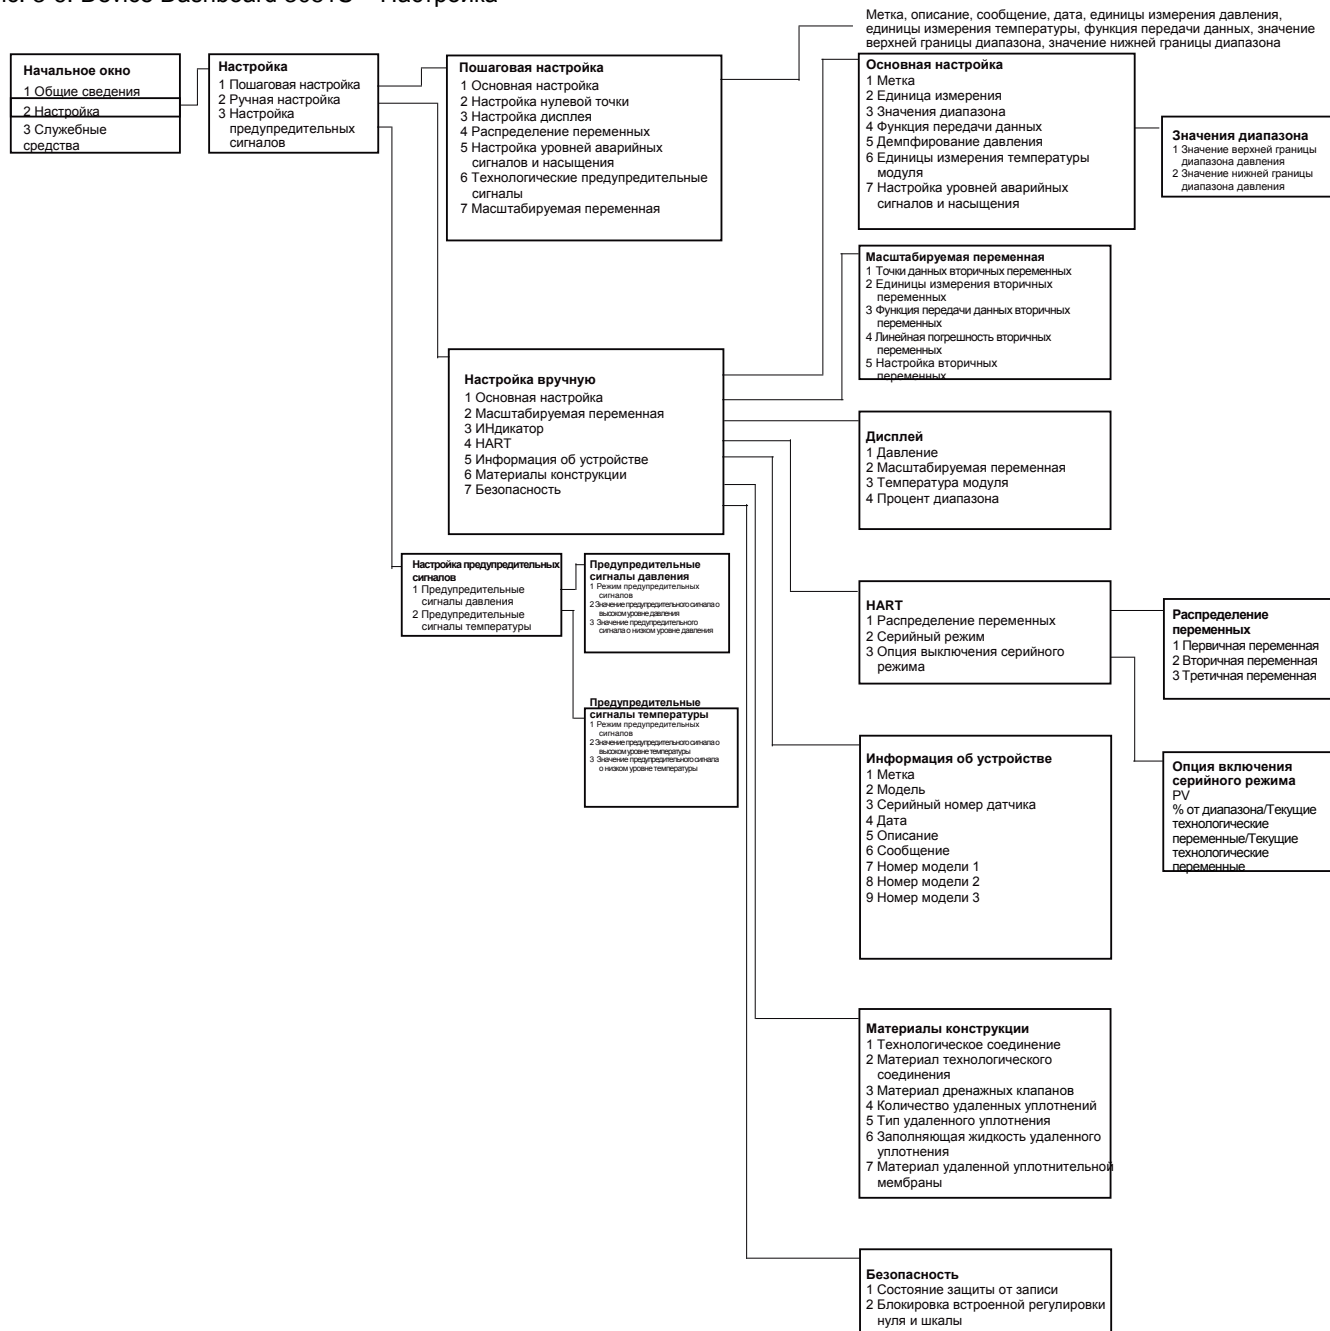 Device Dashboard
Настройка
Метка, описание, сообщение, дата, единицы измерения давления,
единицы измерения температуры, функция передачи данных, значение
верхней границы диапазона, значение нижней границы диапазона
Начальное окно
1 Общие сведения
2 Настройка
3 Служебные
средства
Настройка
1 Пошаговая настройка
2 Ручная настройка
3 Настройка
предупредительных
сигналов
Пошаговая настройка
1 Основная настройка
2 Настройка нулевой точки
3 Настройка дисплея
4 Распределение переменных
5 Настройка уровней аварийных
сигналов и насыщения
6 Технологические предупредительные
сигналы
7 Масштабируемая переменная
Основная настройка
1 Метка
2 Единица измерения
3 Значения диапазона
4 Функция передачи данных
5 Демпфирование давления
6 Единицы измерения температуры
модуля
7 Настройка уровней аварийных
сигналов и насыщения
Значения диапазона
1 Значение верхней границы
диапазона давления
2 Значение нижней границы
диапазона давления
Масштабируемая переменная
1 Точки данных вторичных переменных
2 Единицы измерения вторичных
переменных
3 Функция передачи данных вторичных
переменных
4 Линейная погрешность вторичных
переменных
5 Настройка вторичных
переменных
Настройка вручную
1 Основная настройка
2 Масштабируемая переменная
3 ИНдикатор
4 HART
5 Информация об устройстве
6 Материалы конструкции
7 Безопасность
Дисплей
1 Давление
2 Масштабируемая переменная
3 Температура модуля
4 Процент диапазона
Настройка предупредительных
сигналов
1 Предупредительные
сигналы давления
2 Предупредительные
сигналы температуры
Предупредительные
сигналы давления
1 Режим предупредительных
сигналов
2 Значение предупредительного сигнала о
высоком уровне давления
3 Значение предупредительного
сигнала о низком уровне давления
Предупредительные
сигналы температуры
1 Режим предупредительных
сигналов
2 Значение предупредительного сигнала о
высоком уровне температуры
3 Значение предупредительного сигнала
о низком уровне температуры
HART
1 Распределение переменных
2 Серийный режим
3 Опция выключения серийного
режима
Распределение
переменных
1 Первичная переменная
2 Вторичная переменная
3 Третичная переменная
Информация об устройстве
1 Метка
2 Модель
3 Серийный номер датчика
4 Дата
5 Описание
6 Сообщение
7 Номер модели 1
8 Номер модели 2
9 Номер модели 3
Опция включения
серийного режима
PV
% от диапазона/Текущие
технологические
переменные/Текущие
технологические
переменные
Материалы конструкции
1 Технологическое соединение
2 Материал технологического
соединения
3 Материал дренажных клапанов
4 Количество удаленных уплотнений
5 Тип удаленного уплотнения
6 Заполняющая жидкость удаленного
уплотнения
7 Материал удаленной уплотнительной
мембраны
Безопасность
1 Состояние защиты от записи
2 Блокировка встроенной регулировки
нуля и шкалы